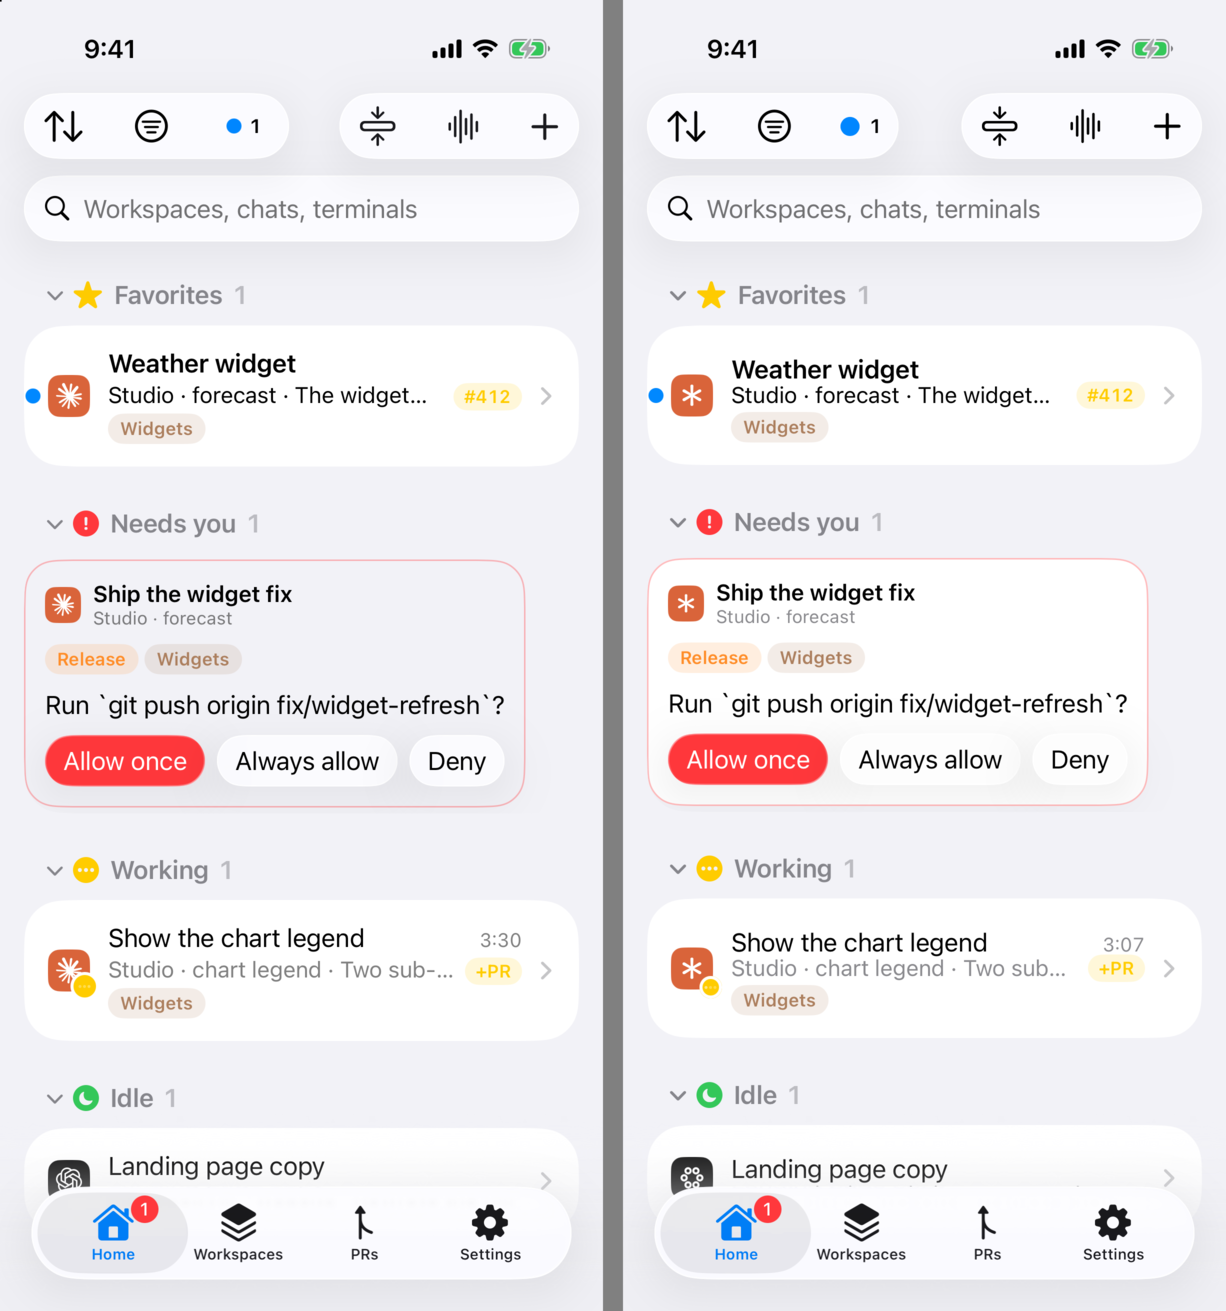 9:41
1
Workspaces, chats, terminals
Favorites 1
Weather widget
Studio · forecast · The widget... #412
Widgets
Needs you 1
Ship the widget fix
Studio · forecast
Release Widgets
Run `git push origin fix/widget-refresh`?
Allow once Always allow Deny
Working 1
Show the chart legend 3:30
Studio · chart legend · Two sub-... +PR
Widgets
Idle 1
Landing page copy
1
Home Workspaces PRs Settings
9:41
1
Workspaces, chats, terminals
Favorites 1
Weather widget
Studio · forecast · The widget... #412
Widgets
Needs you 1
Ship the widget fix
Studio · forecast
Release Widgets
Run `git push origin fix/widget-refresh`?
Allow once Always allow Deny
Working 1
Show the chart legend 3:07
Studio · chart legend · Two sub... +PR
Widgets
Idle 1
Landing page copy
1
Home Workspaces PRs Settings